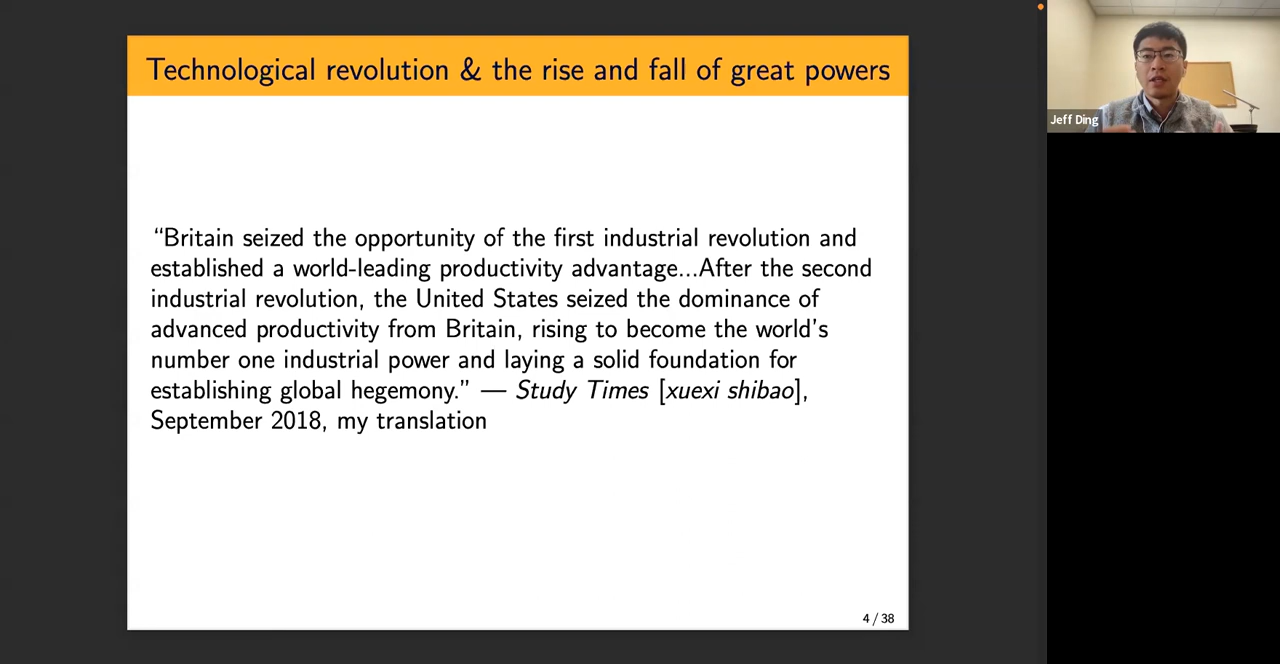 Technological revolution & the rise and fall of great powers
“Britain seized the opportunity of the first industrial revolution and
established a world-leading productivity advantage...After the second
industrial revolution, the United States seized the dominance of
advanced productivity from Britain, rising to become the world’s
number one industrial power and laying a solid foundation for
establishing global hegemony.” — Study Times [xuexi shibao],
September 2018, my translation
4 / 38
Jeff Ding